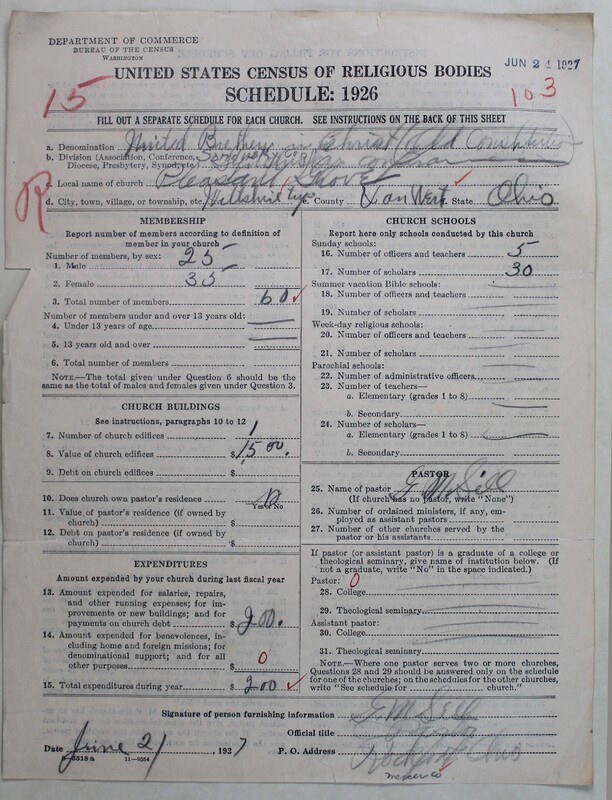 DEPARTMENT OF COMMERCE
BUREAU OF THE CENSUS
WASHINGTON
JUN 24 1927
UNITED STATES CENSUS OF RELIGIOUS BODIES
SCHEDULE: 1926
15
103
FILL OUT A SEPARATE SCHEDULE FOR EACH CHURCH. SEE INSTRUCTIONS ON THE BACK OF THIS SHEET
a. Denomination United Brethren in Christ (Old Constitution
b. Division (Association, Conference,
Diocese, Presbytery, Synod, etc.)
c. Local name of church Pleasant Grove
R
d. City, town, village, or township, etc. e. County Van Wert State Ohio
MEMBERSHIP
Report number of members according to definition of
member in your church
Number of members, by sex:
1. Male 25
2. Female 35
3. Total number of members 60
Number of members under and over 13 years old:
4. Under 13 years of age
5. 13 years old and over
6. Total number of members
NOTE.—The total given under Question 6 should be the
same as the total of males and females given under Question 3.
CHURCH BUILDINGS
See instructions, paragraphs 10 to 12
7. Number of church edifices 1
8. Value of church edifices $1,500.
9. Debt on church edifices $
10. Does church own pastor's residence
Yes or No
11. Value of pastor's residence (if owned by
church) $
12. Debt on pastor's residence (if owned by
church) $
EXPENDITURES
Amount expended by your church during last fiscal year
13. Amount expended for salaries, repairs,
and other running expenses; for im-
provements or new buildings; and for
payments on church debt $200.
14. Amount expended for benevolences,
including home and foreign missions; for
denominational support; and for all
other purposes $ 0
15. Total expenditures during year $200
CHURCH SCHOOLS
Report here only schools conducted by this church
Sunday schools:
16. Number of officers and teachers 5
17. Number of scholars 30
Summer vacation Bible schools:
18. Number of officers and teachers
19. Number of scholars
Week-day religious schools:
20. Number of officers and teachers
21. Number of scholars
Parochial schools:
22. Number of administrative officers
23. Number of teachers—
a. Elementary (grades 1 to 8)
b. Secondary
24. Number of scholars—
a. Elementary (grades 1 to 8)
b. Secondary
PASTOR
25. Name of pastor G M Sell
(If church has no pastor, write "None")
26. Number of ordained ministers, if any, em-
ployed as assistant pastors
27. Number of other churches served by the
pastor or his assistants
If pastor (or assistant pastor) is a graduate of a college or
theological seminary, give name of institution below. (If
not a graduate, write "No" in the space indicated.)
Pastor: 0
28. College
29. Theological seminary
Assistant pastor:
30. College
31. Theological seminary
NOTE.—Where one pastor serves two or more churches,
Questions 28 and 29 should be answered only on the schedule
for one of the churches; on the schedules for the other churches,
write "See schedule for church."
Signature of person furnishing information G M Sell
Official title
Date June 21, 1927 P. O. Address Rockford Ohio
8518 a 11-9054
Mercer Co